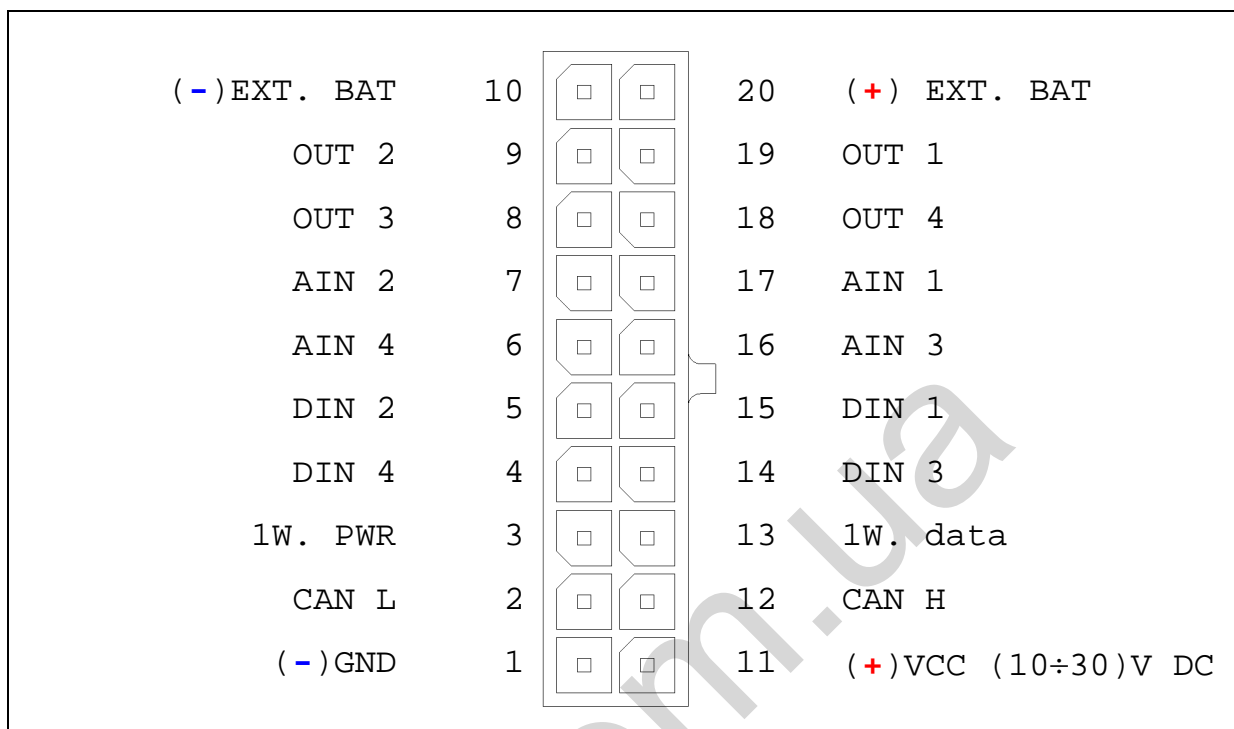 (-)EXT. BAT 10 20 (+) EXT. BAT
OUT 2 9 19 OUT 1
OUT 3 8 18 OUT 4
AIN 2 7 17 AIN 1
AIN 4 6 16 AIN 3
DIN 2 5 15 DIN 1
DIN 4 4 14 DIN 3
1W. PWR 3 13 1W. data
CAN L 2 12 CAN H
(-)GND 1 11 (+)VCC (10÷30)V DC